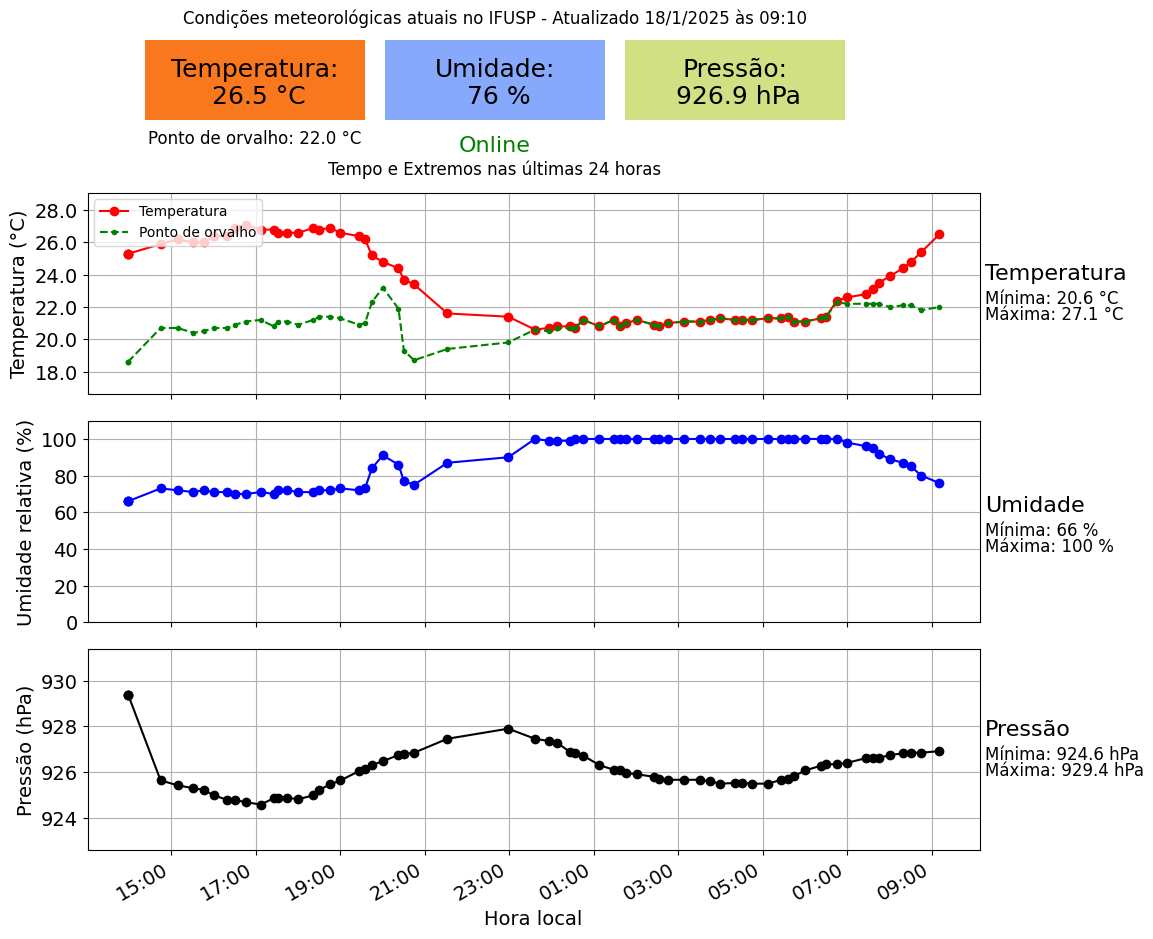 Condições meteorológicas atuais no IFUSP - Atualizado 18/1/2025 às 09:10
Temperatura:
26.5 °C
Umidade:
76 %
Pressão:
926.9 hPa
Ponto de orvalho: 22.0 °C
Online
Tempo e Extremos nas últimas 24 horas
Temperatura (°C)
28.0
26.0
24.0
22.0
20.0
18.0
Temperatura
Ponto de orvalho
Temperatura
Mínima: 20.6 °C
Máxima: 27.1 °C
Umidade relativa (%)
100
80
60
40
20
0
Umidade
Mínima: 66 %
Máxima: 100 %
Pressão (hPa)
930
928
926
924
Pressão
Mínima: 924.6 hPa
Máxima: 929.4 hPa
15:00 17:00 19:00 21:00 23:00 01:00 03:00 05:00 07:00 09:00
Hora local